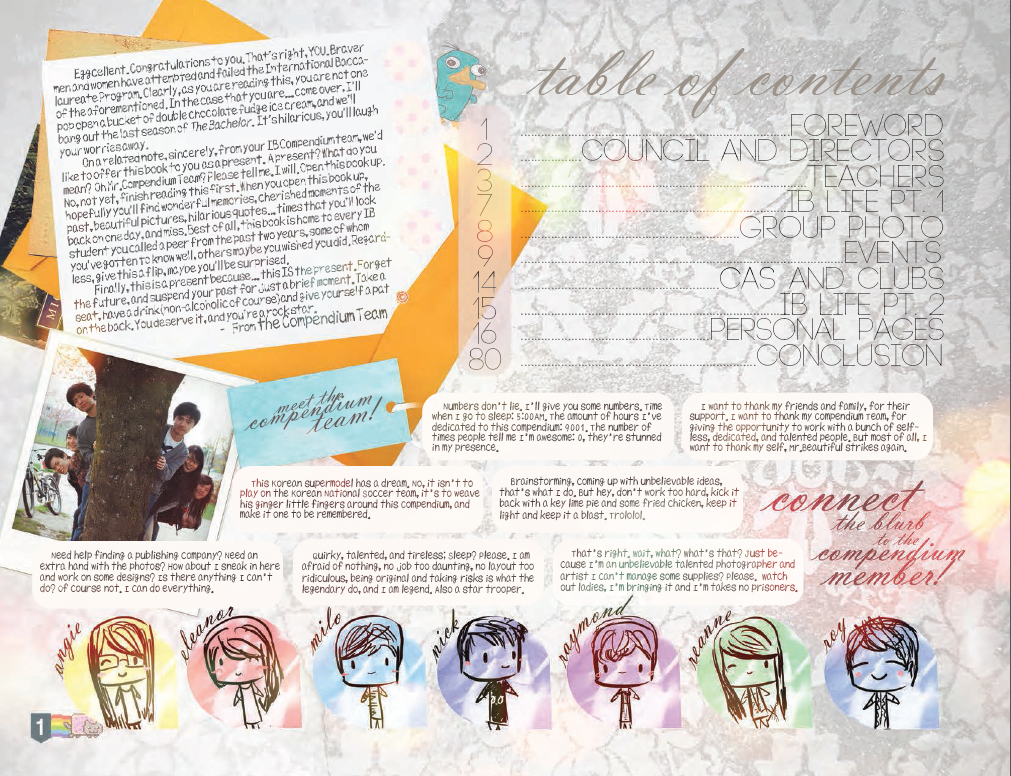 Eggcellent. Congratulations to you. That's right, YOU. Braver
men and women have attempted and failed the International Bacca-
laureate Program. Clearly, as you are reading this, you are not one
of the aforementioned. In the case that you are.... come over. I'll
pop open a bucket of double chocolate fudge ice cream, and we'll
bang out the last season of The Bachelor. It's hilarious, you'll laugh
your worries away.
On a related note, sincerely, from your IB Compendium team, we'd
like to offer this book to you as a present. A present? What do you
mean? Oh Mr. Compendium Team? Please tell me. I will. Open this book up.
No, not yet, finish reading this first. When you open this book up,
hopefully you'll find wonderful memories, cherished moments of the
past, beautiful pictures, hilarious quotes.... times that you'll look
back on one day, and miss. Best of all, this book is home to every IB
student you called a peer from the past two years, some of whom
you've gotten to know well, others maybe you wished you did. Regard-
less, give this a flip, maybe you'll be surprised.
Finally, this is a present because.... this IS the present. Forget
the future, and suspend your past for Just a brief moment. Take a
seat, have a drink (non-alcoholic of course) and give yourself a pat
on the back. You deserve it, and you're a rockstar.
- From the Compendium Team
table of contents
1 FOREWORD
2 COUNCIL AND DIRECTORS
3 TEACHERS
7 IB LIFE PT. 1
8 GROUP PHOTO
9 EVENTS
14 CAS AND CLUBS
15 IB LIFE PT. 2
16 PERSONAL PAGES
80 CONCLUSION
meet the
compendium
team!
Numbers don't lie. I'll give you some numbers. Time
when I go to sleep: 5:00AM. The amount of hours I've
dedicated to this compendium: 9001. The number of
times people tell me I'm awesome: 0, they're stunned
in my presence.
I want to thank my friends and family, for their
support. I want to thank my Compendium Team, for
giving the opportunity to work with a bunch of self-
less, dedicated, and talented people. But most of all, I
want to thank my self, Mr.Beautiful strikes again.
This Korean supermodel has a dream. No, it isn't to
play on the Korean National Soccer team, it's to weave
his ginger little fingers around this compendium, and
make it one to be remembered.
Brainstorming, coming up with unbelievable ideas,
that's what I do. But hey, don't work too hard, kick it
back with a key lime pie and some fried chicken, keep it
light and keep it a blast. Trololol.
connect
the blurb
to the
compendium
member!
Need help finding a publishing company? Need an
extra hand with the photos? How about I sneak in here
and work on some designs? Is there anything I can't
do? Of course not. I can do everything.
Quirky, talented, and tireless; sleep? Please. I am
afraid of nothing, no job too daunting, no layout too
ridiculous, being original and taking risks is what the
legendary do, and I am legend. Also a star trooper.
That's right. Wait, what? What's that? Just be-
cause I'm an unbelievable talented photographer and
artist I can't manage some supplies? Please. Watch
out ladies, I'm bringing it and I'm takes no prisoners.
angie
eleanor
milo
nick
raymond
reanne
roy
1